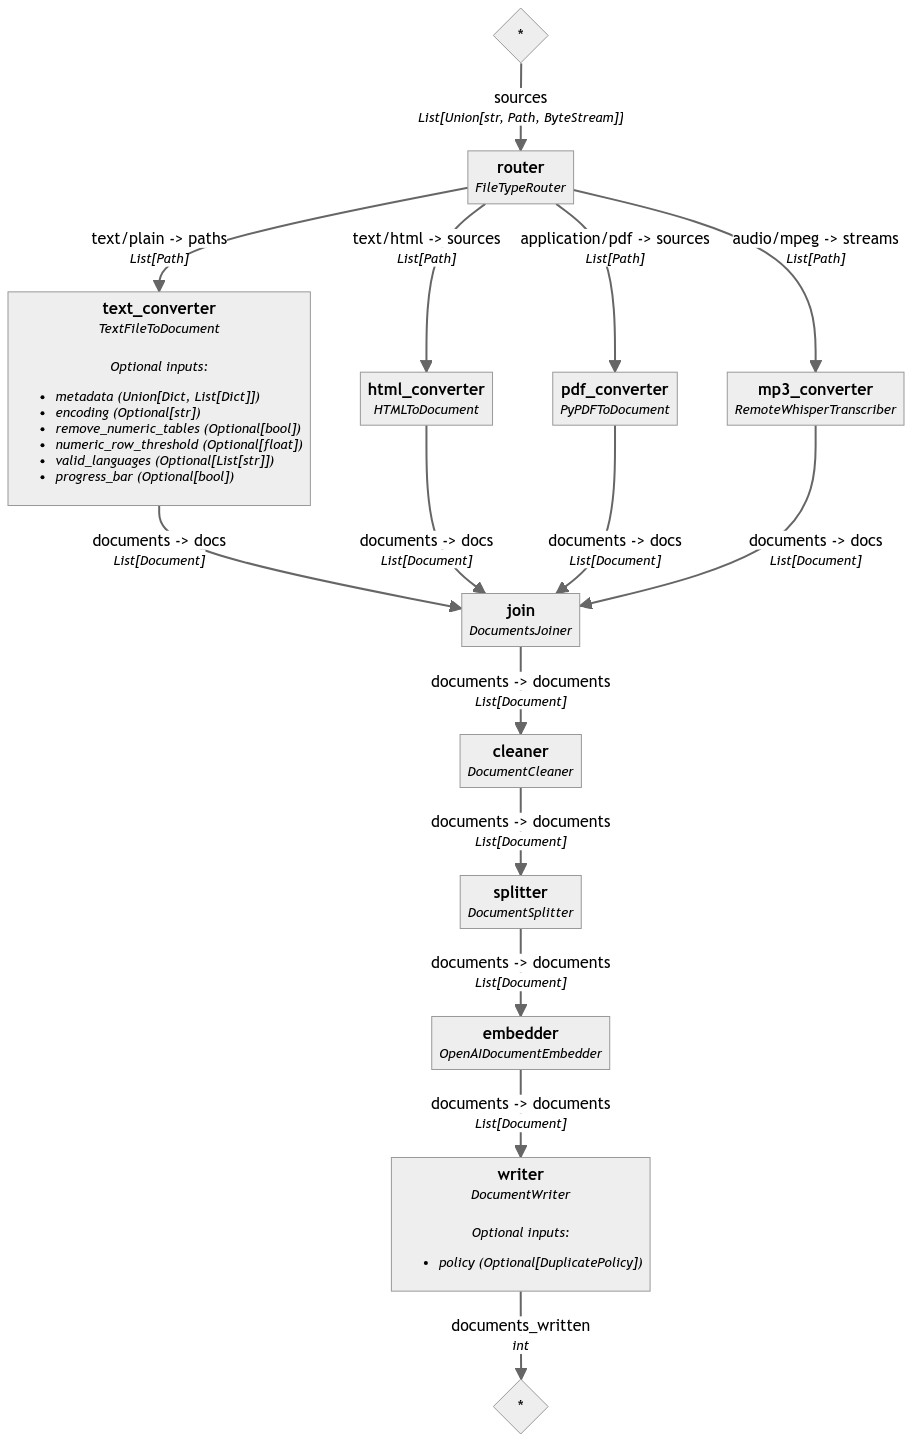 *
sources
List[Union[str, Path, ByteStream]]
router
FileTypeRouter
text/plain -> paths
List[Path]
text/html -> sources
List[Path]
application/pdf -> sources
List[Path]
audio/mpeg -> streams
List[Path]
text_converter
TextFileToDocument
Optional inputs:
• metadata (Union[Dict, List[Dict]])
• encoding (Optional[str])
• remove_numeric_tables (Optional[bool])
• numeric_row_threshold (Optional[float])
• valid_languages (Optional[List[str]])
• progress_bar (Optional[bool])
html_converter
HTMLToDocument
pdf_converter
PyPDFToDocument
mp3_converter
RemoteWhisperTranscriber
documents -> docs
List[Document]
documents -> docs
List[Document]
documents -> docs
List[Document]
documents -> docs
List[Document]
join
DocumentsJoiner
documents -> documents
List[Document]
cleaner
DocumentCleaner
documents -> documents
List[Document]
splitter
DocumentSplitter
documents -> documents
List[Document]
embedder
OpenAIDocumentEmbedder
documents -> documents
List[Document]
writer
DocumentWriter
Optional inputs:
• policy (Optional[DuplicatePolicy])
documents_written
int
*